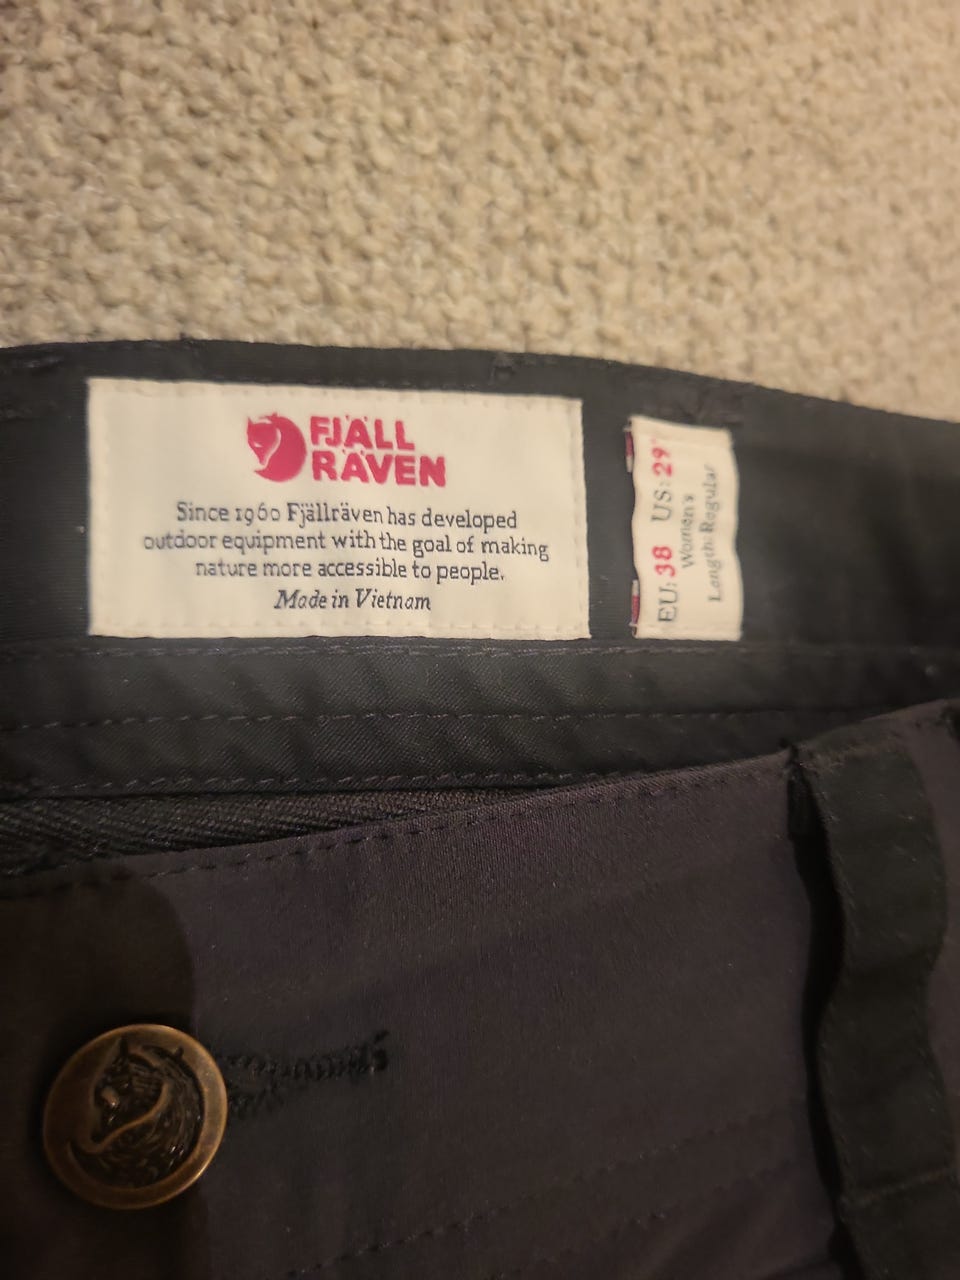 FJÄLL
RÄVEN
Since 1960 Fjällräven has developed
outdoor equipment with the goal of making
nature more accessible to people.
Made in Vietnam
EU: 38 US: 29"
Women's
Length: Regular